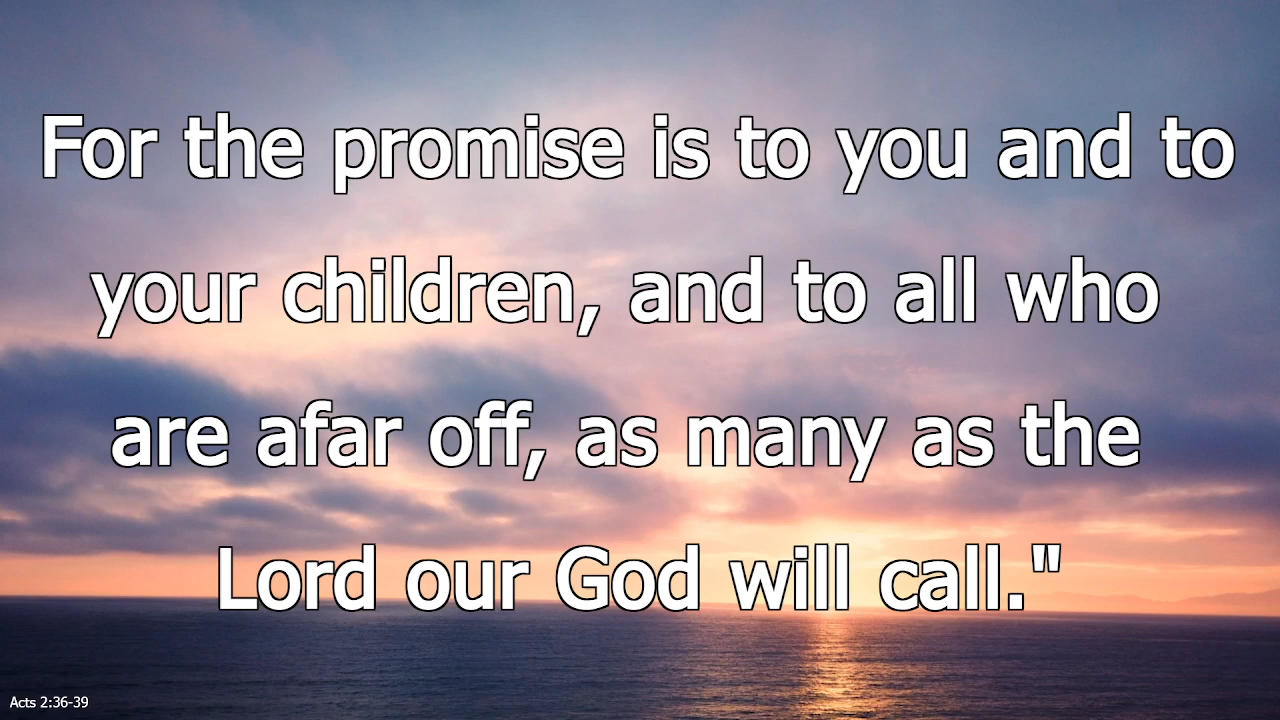 For the promise is to you and to
your children, and to all who
are afar off, as many as the
Lord our God will call."
Acts 2:36-39